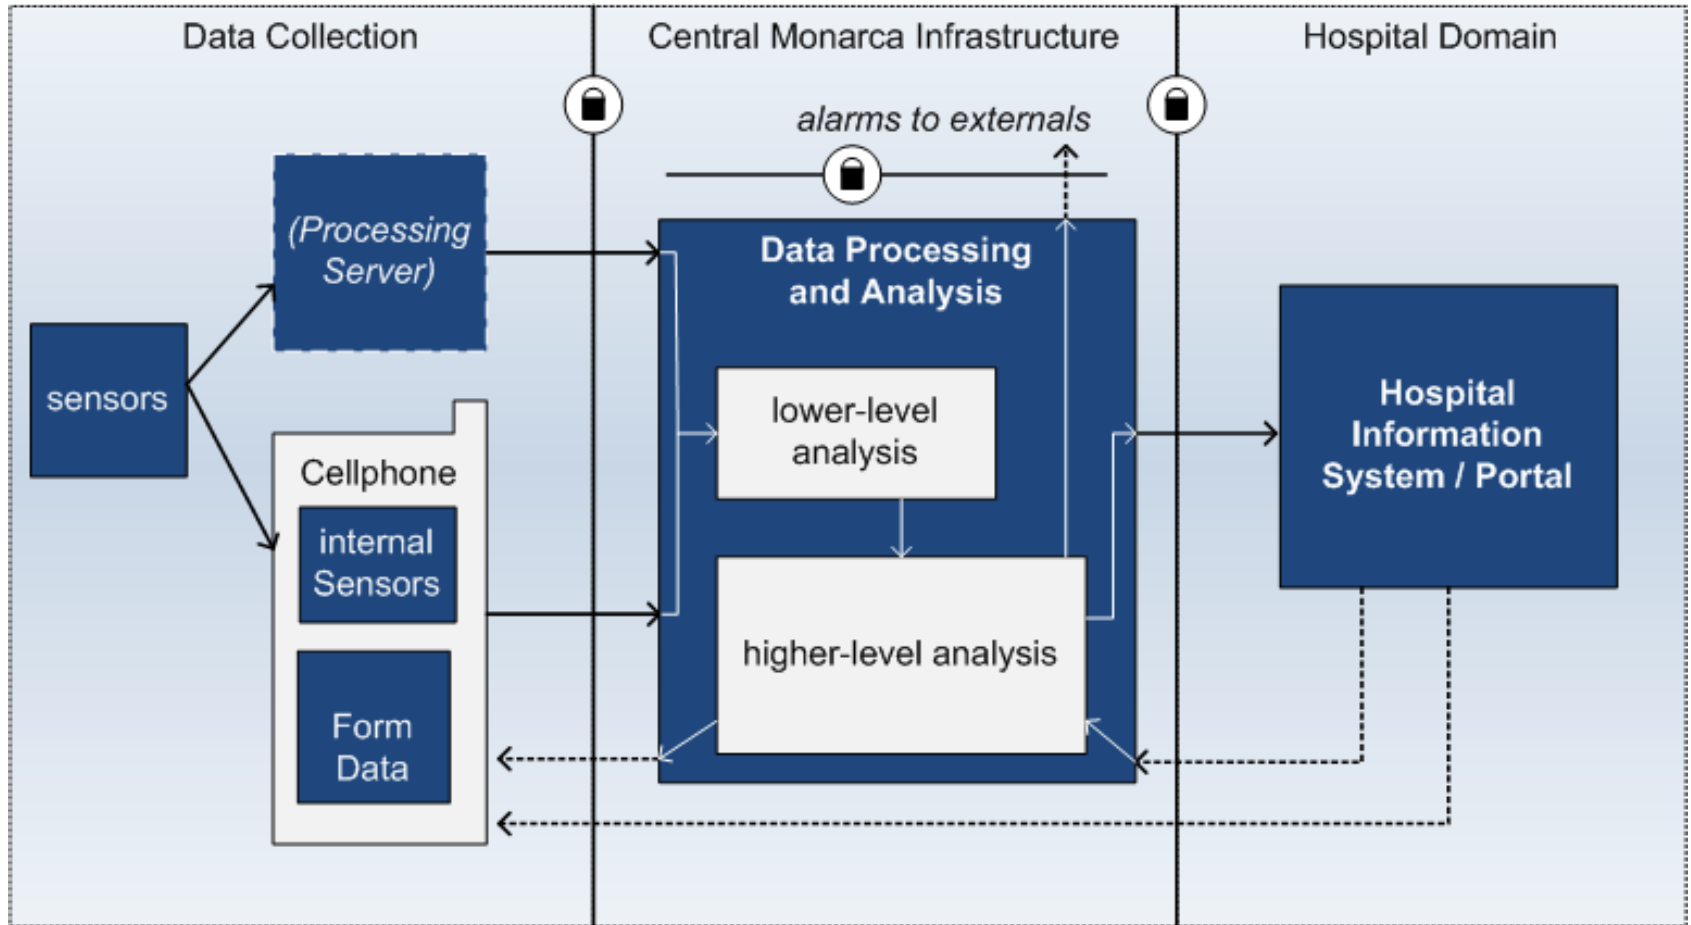 Data Collection
Central Monarca Infrastructure
Hospital Domain
alarms to externals
(Processing
Server)
sensors
Cellphone
internal
Sensors
Form
Data
Data Processing
and Analysis
lower-level
analysis
higher-level analysis
Hospital
Information
System / Portal